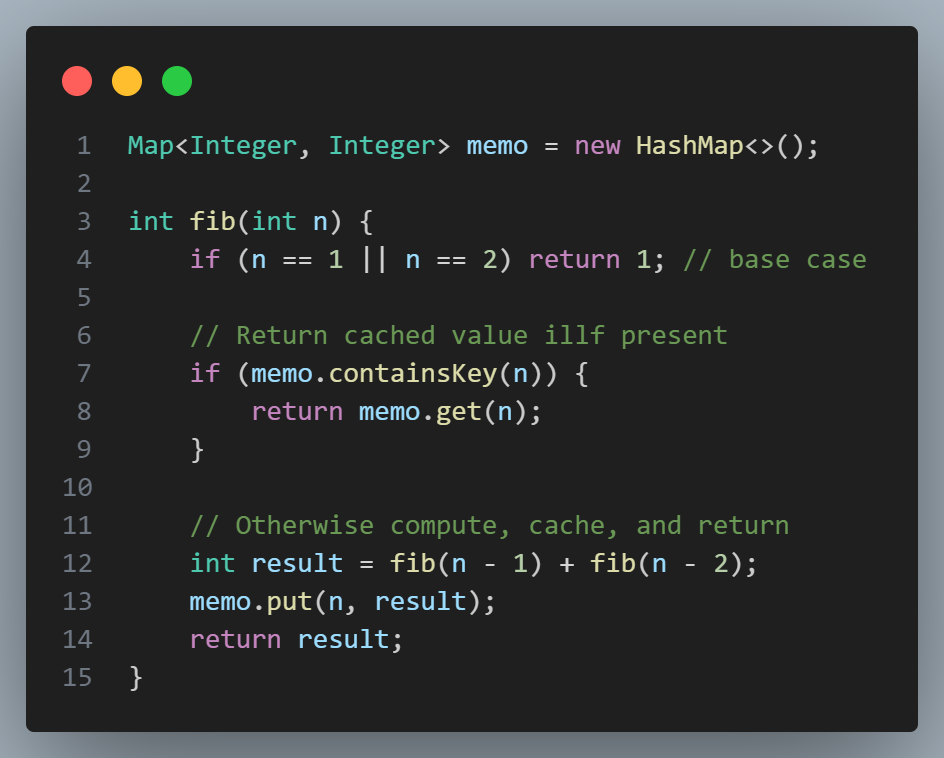 1 Map<Integer, Integer> memo = new HashMap<>();
2
3 int fib(int n) {
4     if (n == 1 || n == 2) return 1; // base case
5
6     // Return cached value illf present
7     if (memo.containsKey(n)) {
8         return memo.get(n);
9     }
10
11     // Otherwise compute, cache, and return
12     int result = fib(n - 1) + fib(n - 2);
13     memo.put(n, result);
14     return result;
15 }